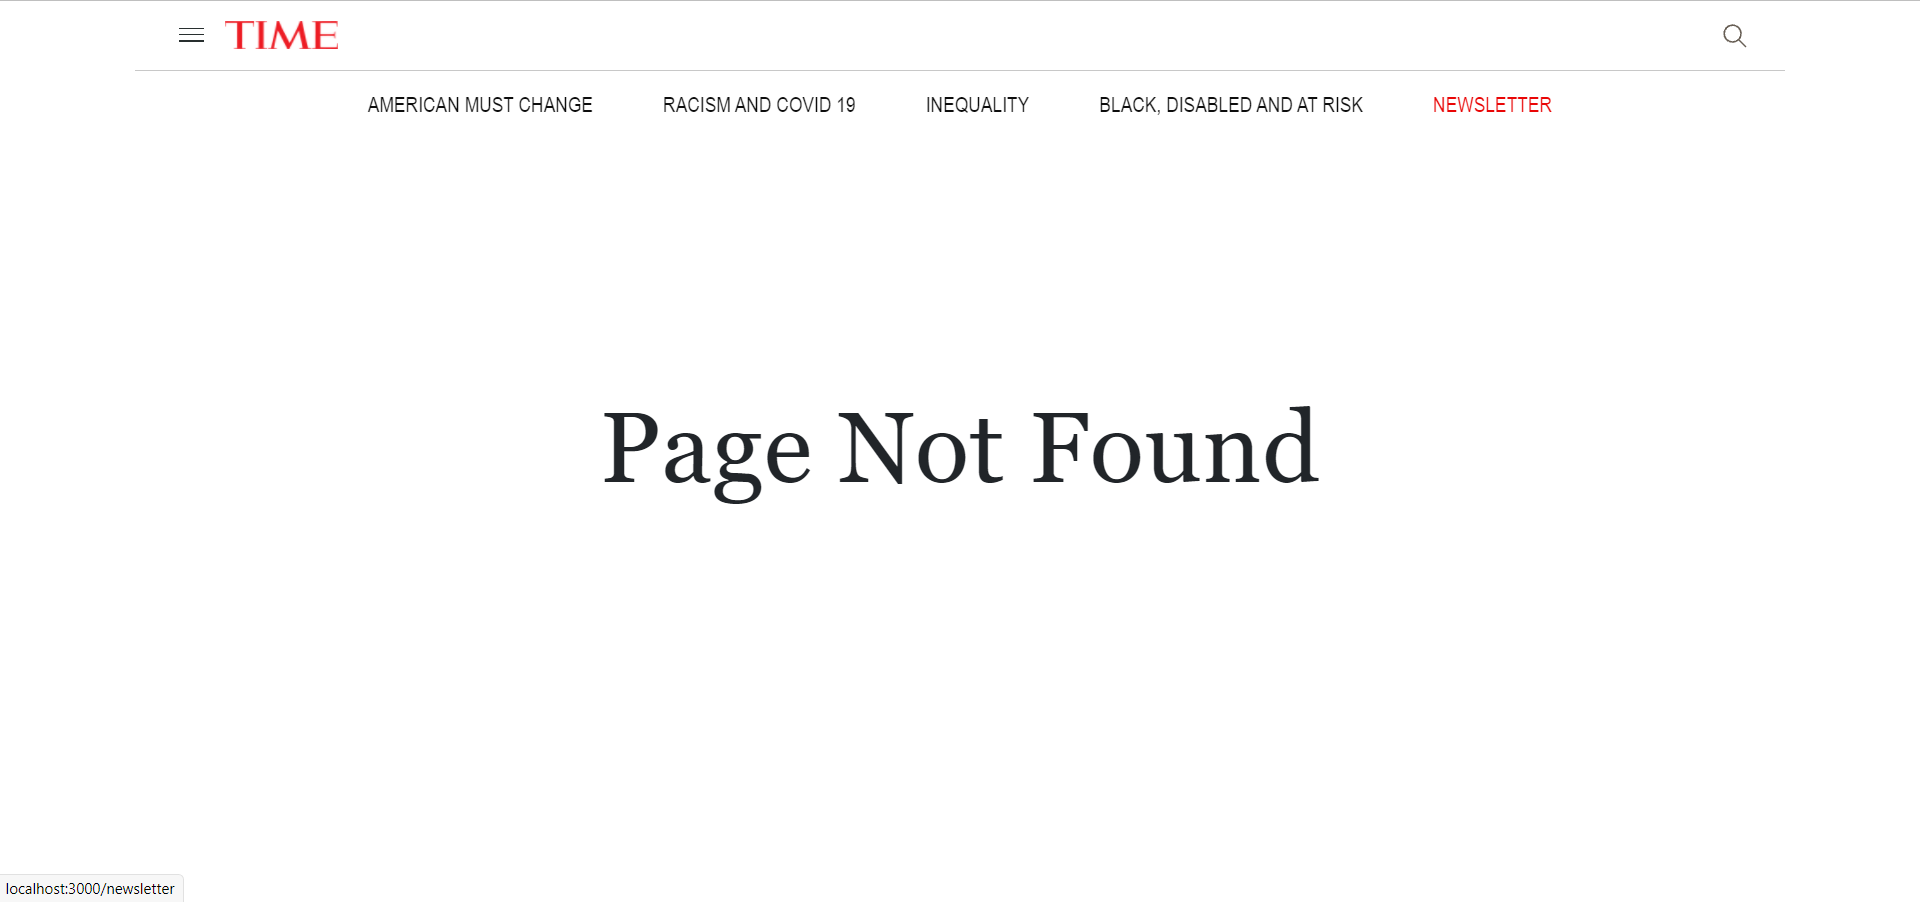 TIME
AMERICAN MUST CHANGE RACISM AND COVID 19 INEQUALITY BLACK, DISABLED AND AT RISK NEWSLETTER
Page Not Found
localhost:3000/newsletter